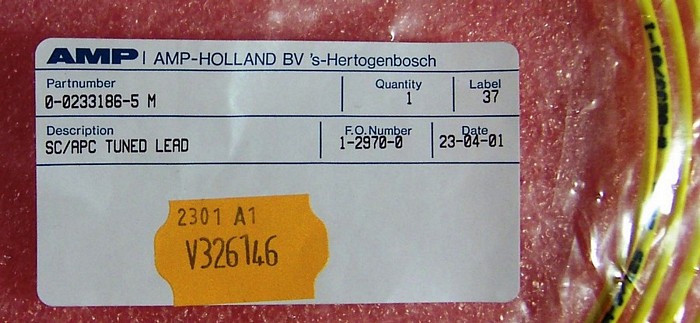 AMP | AMP-HOLLAND BV 's-Hertogenbosch
Partnumber Quantity Label
0-0233186-5 M 1 37
Description F.O.Number Date
SC/APC TUNED LEAD 1-2970-0 23-04-01
2301 A1
V326146